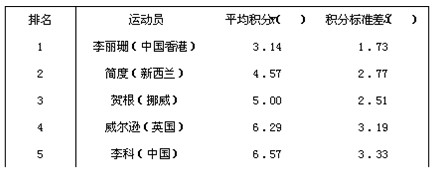 排名 运动员 平均积分( ) 积分标准差( )
1 李丽珊(中国香港) 3.14 1.73
2 简度(新西兰) 4.57 2.77
3 贺根(挪威) 5.00 2.51
4 威尔逊(英国) 6.29 3.19
5 李科(中国) 6.57 3.33